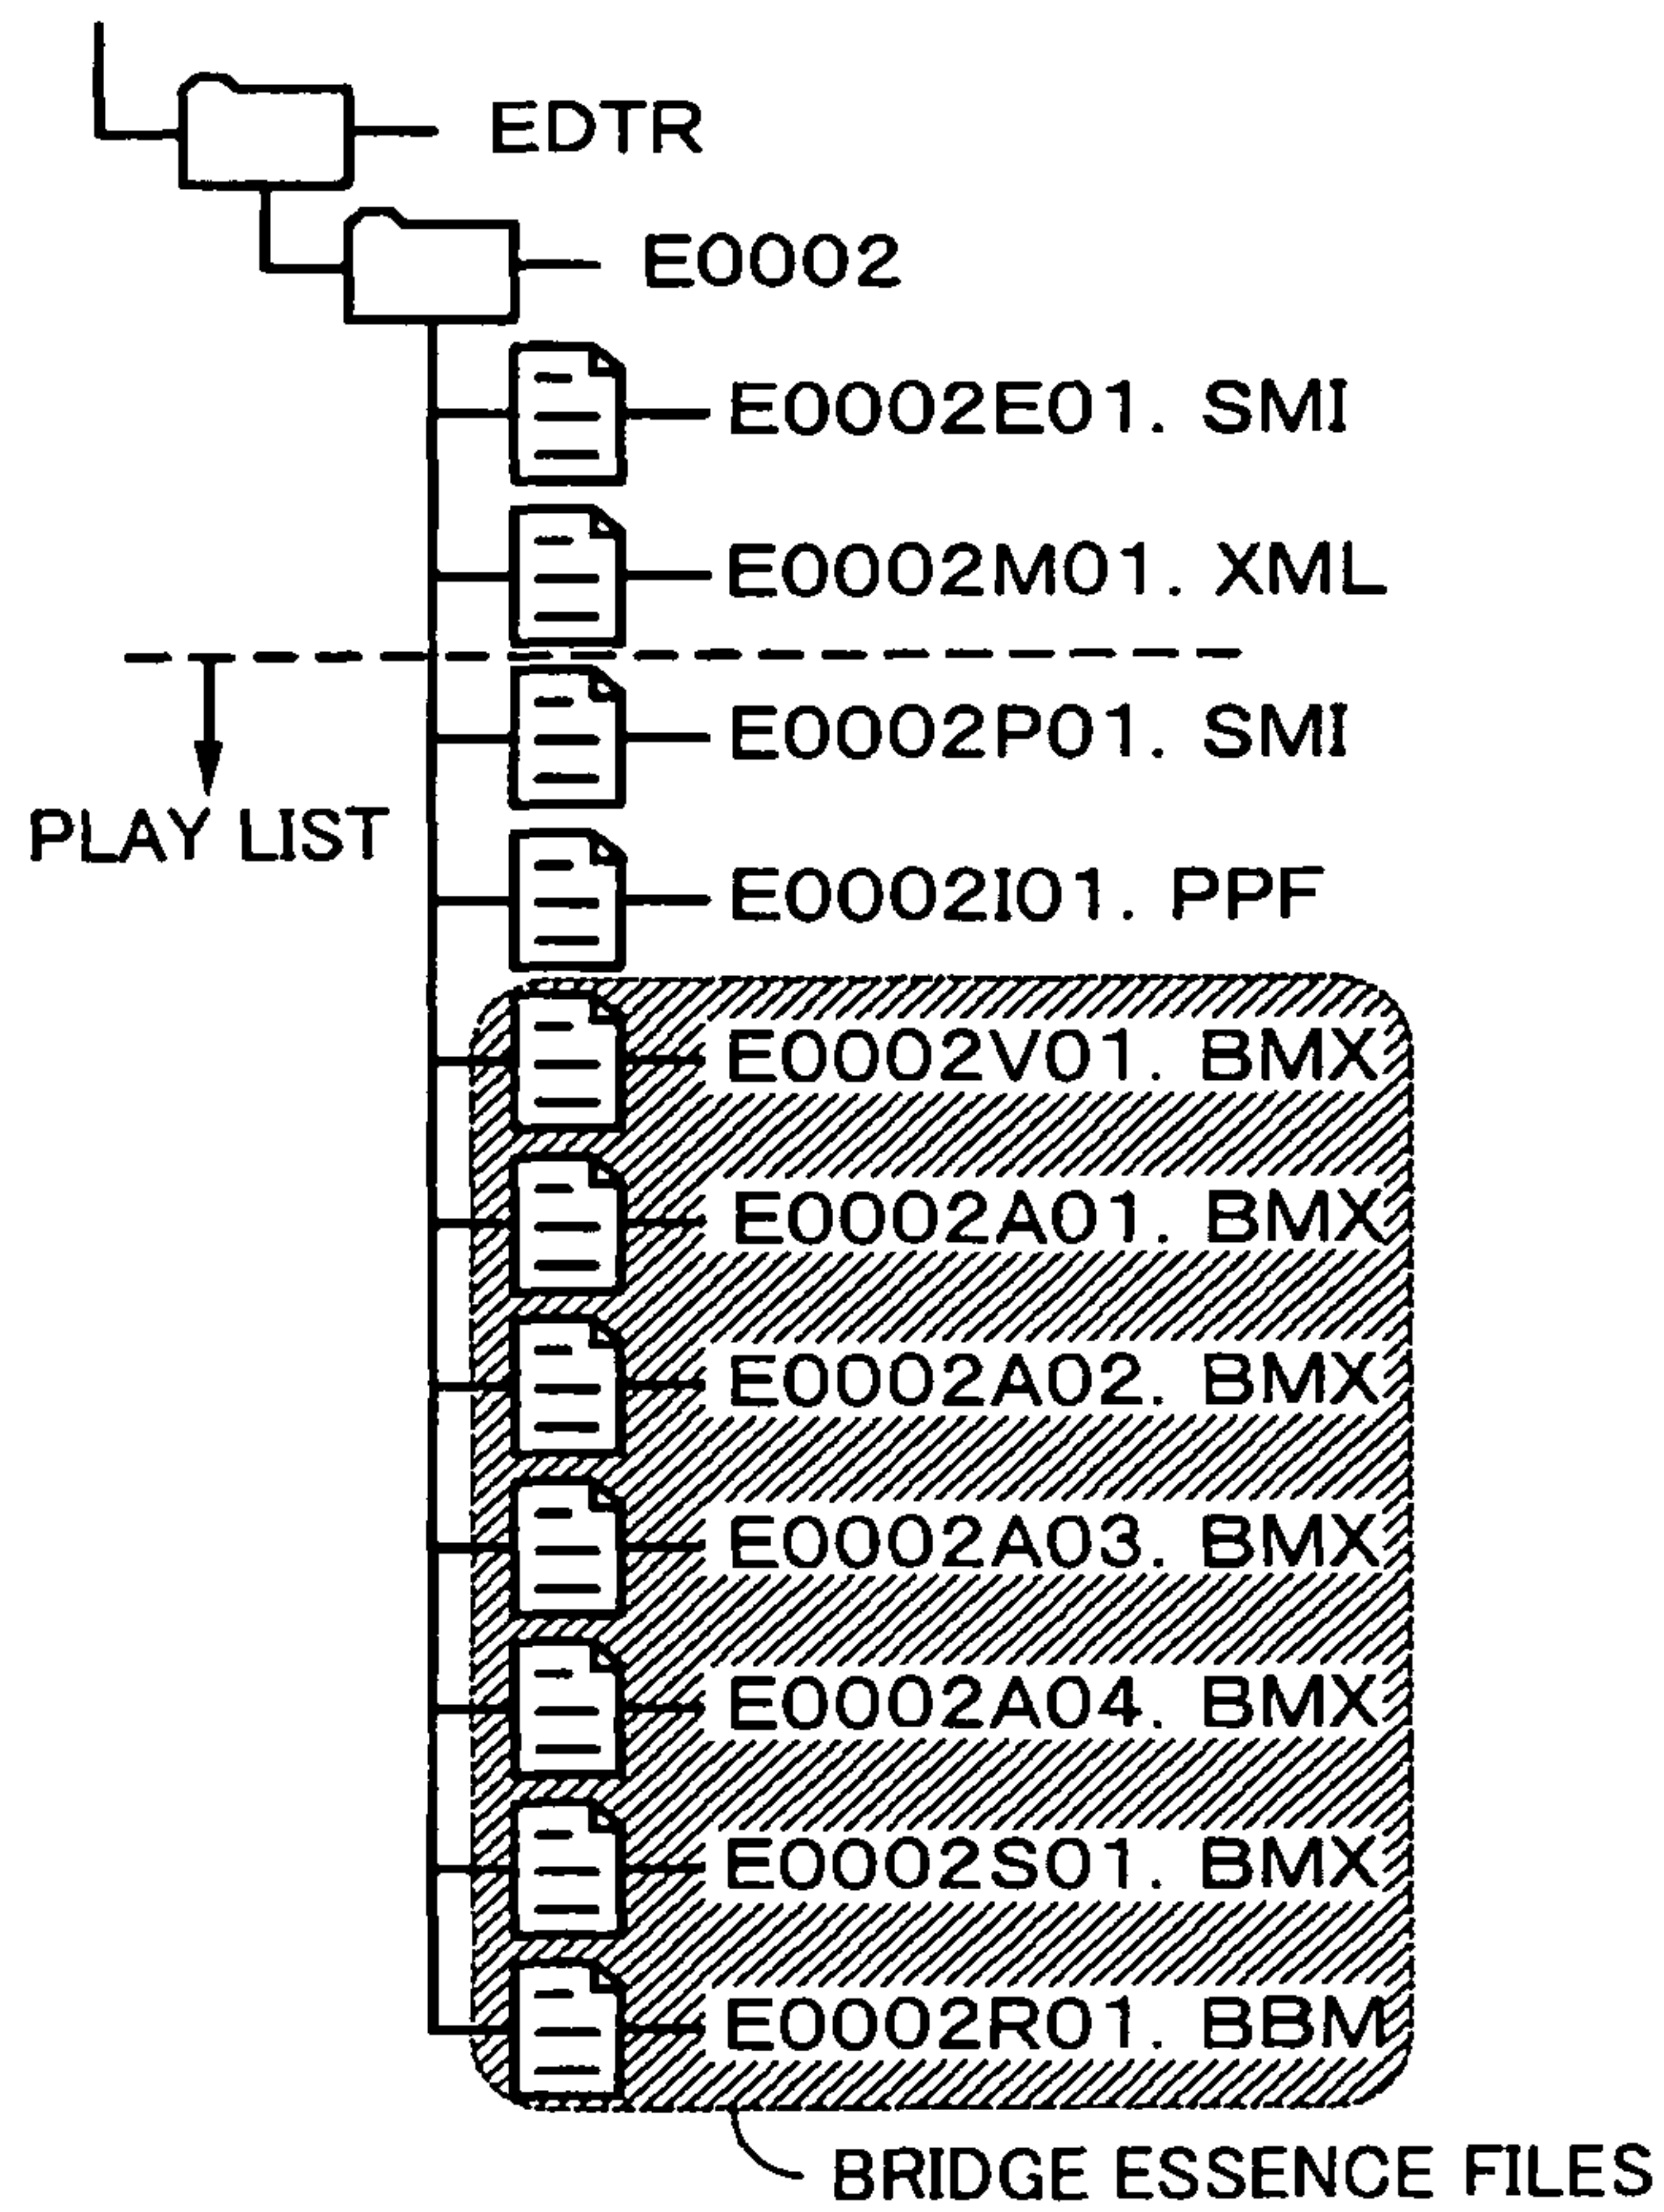 EDTR
E0002
E0002E01. SMI
E0002M01. XML
E0002P01. SMI
PLAY LIST
E0002I01. PPF
E0002V01. BMX
E0002A01. BMX
E0002A02. BMX
E0002A03. BMX
E0002A04. BMX
E0002S01. BMX
E0002R01. BBM
BRIDGE ESSENCE FILES